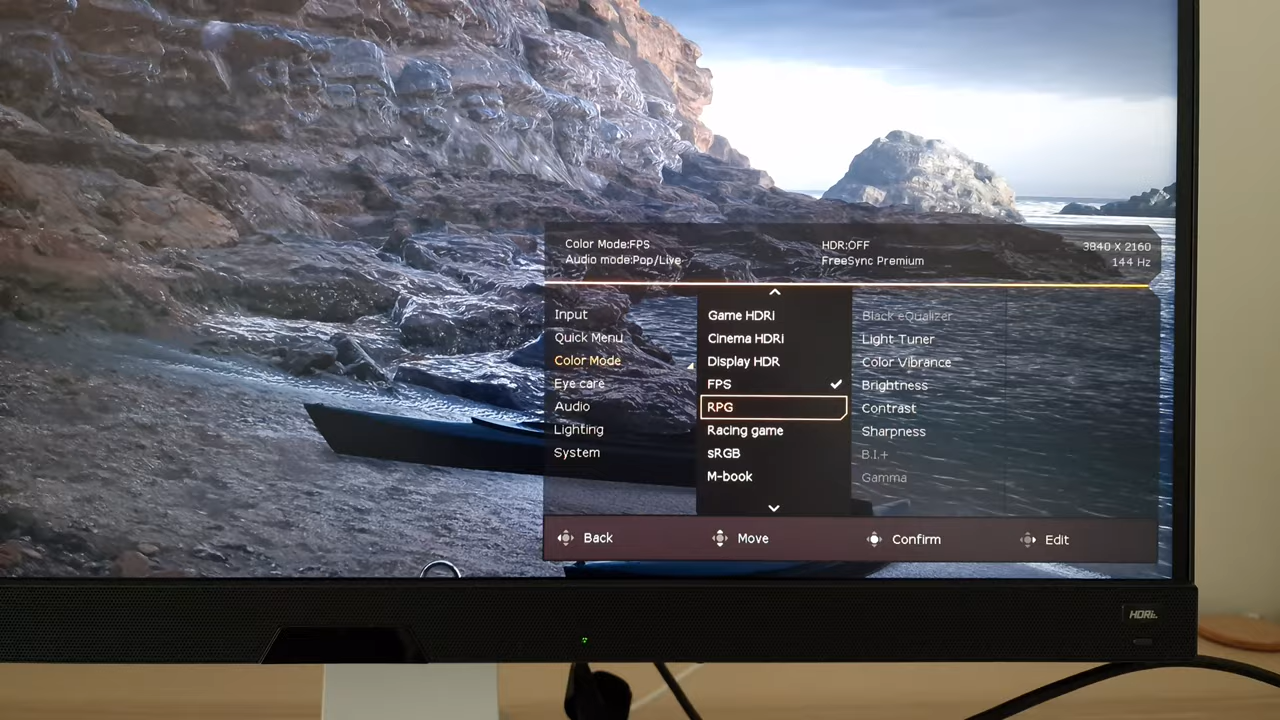 Color Mode:FPS
HDR:OFF
3840 X 2160
Audio mode:Pop/Live
FreeSync Premium
144 Hz
Input
Quick Menu
Color Mode
Eye care
Audio
Lighting
System
Game HDRi
Cinema HDRi
Display HDR
FPS
RPG
Racing game
sRGB
M-book
Black eQualizer
Light Tuner
Color Vibrance
Brightness
Contrast
Sharpness
B.I.+
Gamma
Back
Move
Confirm
Edit
HDRi